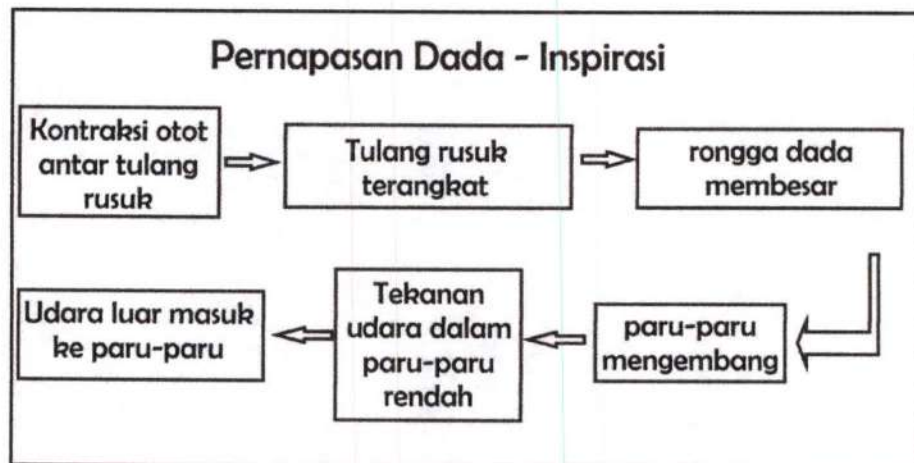 Pernapasan Dada - Inspirasi
Kontraksi otot
antar tulang
rusuk
Tulang rusuk
terangkat
rongga dada
membesar
paru-paru
mengembang
Tekanan
udara dalam
paru-paru
rendah
Udara luar masuk
ke paru-paru